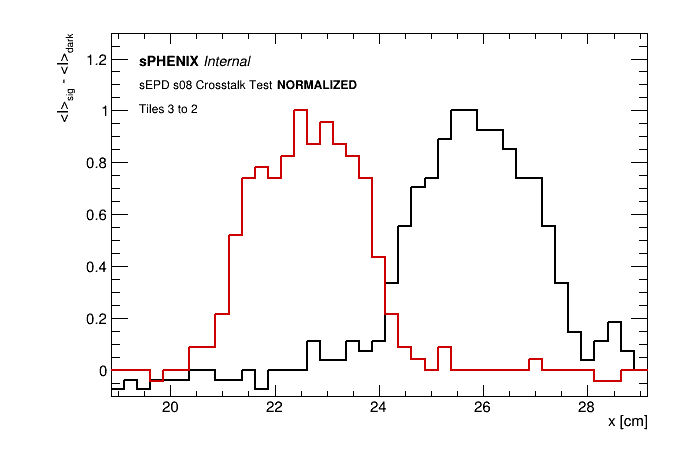 <I>sig - <I>dark
sPHENIX Internal
sEPD s08 Crosstalk Test NORMALIZED
Tiles 3 to 2
1.2
1
0.8
0.6
0.4
0.2
0
20 22 24 26 28
x [cm]